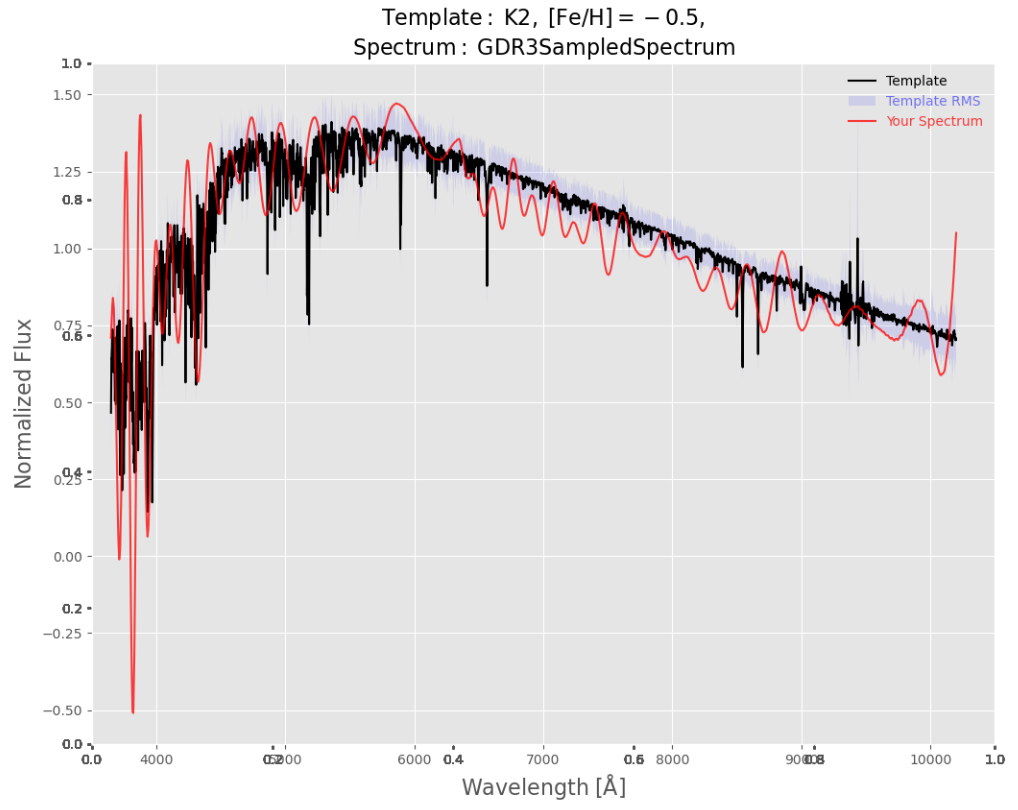 Template: K2, [Fe/H] = − 0.5,
Spectrum: GDR3SampledSpectrum
Template
Template RMS
Your Spectrum
1.0
1.50
1.25
0.8
1.00
0.75
0.6
0.50
0.4
0.25
0.00
0.2
−0.25
−0.50
0.0
Normalized Flux
0.0 4000 0.2 5000 6000 0.4 7000 0.6 8000 9000 0.8 10000 1.0
Wavelength [Å]